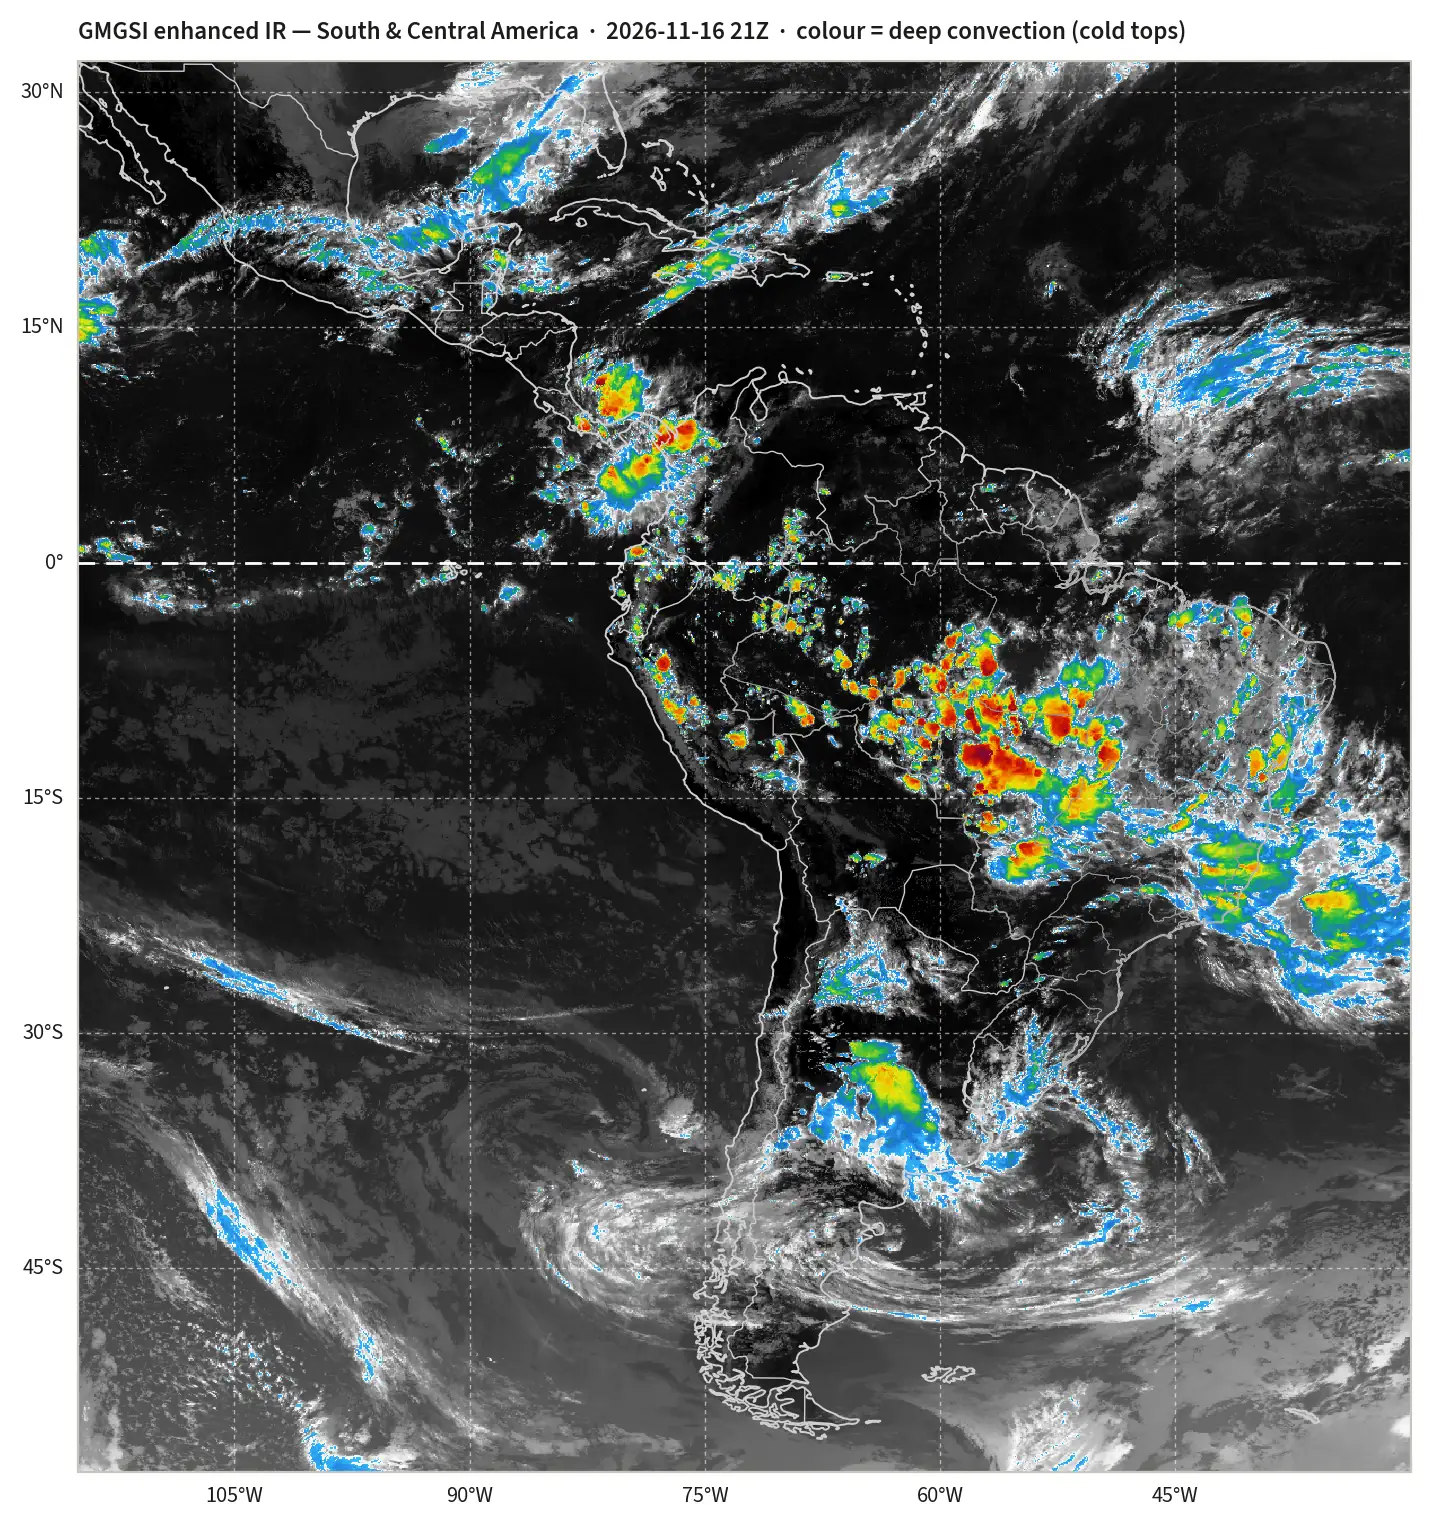 GMGSI enhanced IR — South & Central America · 2026-11-16 21Z · colour = deep convection (cold tops)
30°N
15°N
0°
15°S
30°S
45°S
105°W
90°W
75°W
60°W
45°W